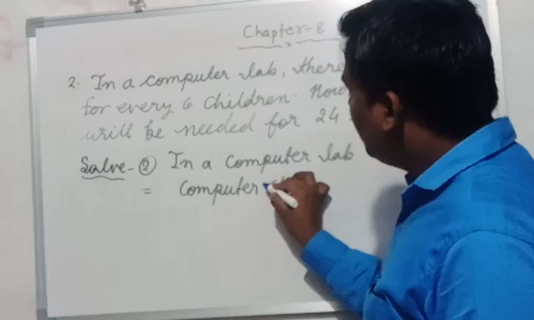 Chapter-8
2. In a computer lab, there
for every 6 children. How
will be needed for 24
Solve-② In a computer lab
= Computer